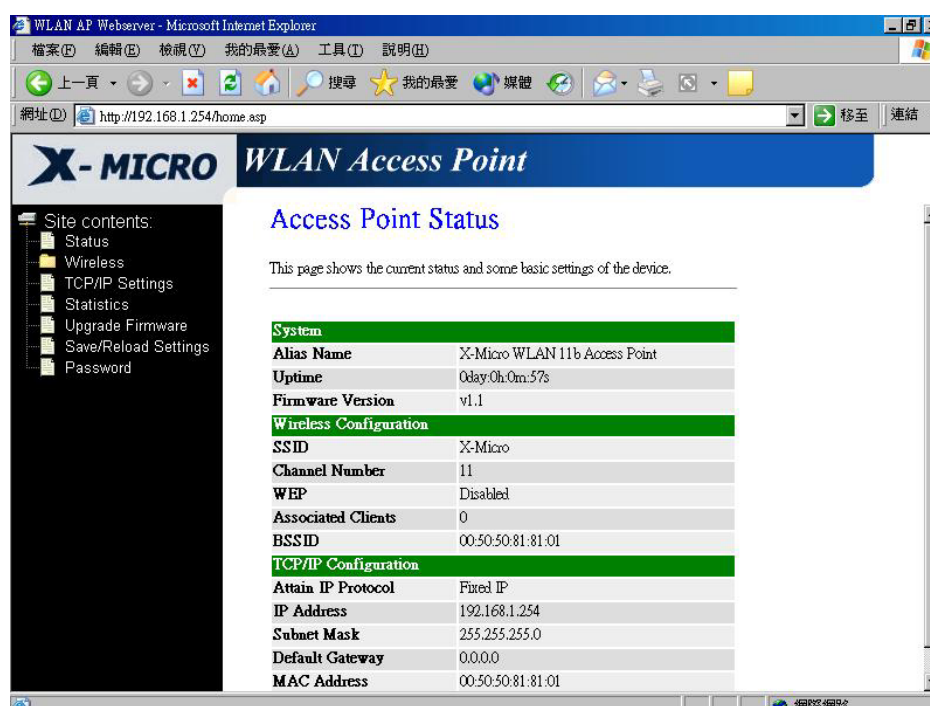 WLAN AP Webserver - Microsoft Internet Explorer
檔案(F) 編輯(E) 檢視(V) 我的最愛(A) 工具(T) 說明(H)
上一頁 搜尋 我的最愛 媒體
網址(D) http://192.168.1.254/home.asp 移至 連結
X-MICRO
WLAN Access Point
Site contents:
Status
Wireless
TCP/IP Settings
Statistics
Upgrade Firmware
Save/Reload Settings
Password
Access Point Status
This page shows the current status and some basic settings of the device.
System
Alias Name X-Micro WLAN 11b Access Point
Uptime 0day:0h:0m:57s
Firmware Version v1.1
Wireless Configuration
SSID X-Micro
Channel Number 11
WEP Disabled
Associated Clients 0
BSSID 00:50:50:81:81:01
TCP/IP Configuration
Attain IP Protocol Fixed IP
IP Address 192.168.1.254
Subnet Mask 255.255.255.0
Default Gateway 0.0.0.0
MAC Address 00:50:50:81:81:01
網際網路